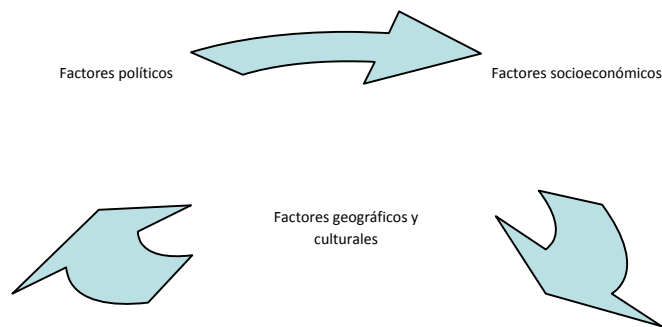 Factores políticos
Factores socioeconómicos
Factores geográficos y
culturales